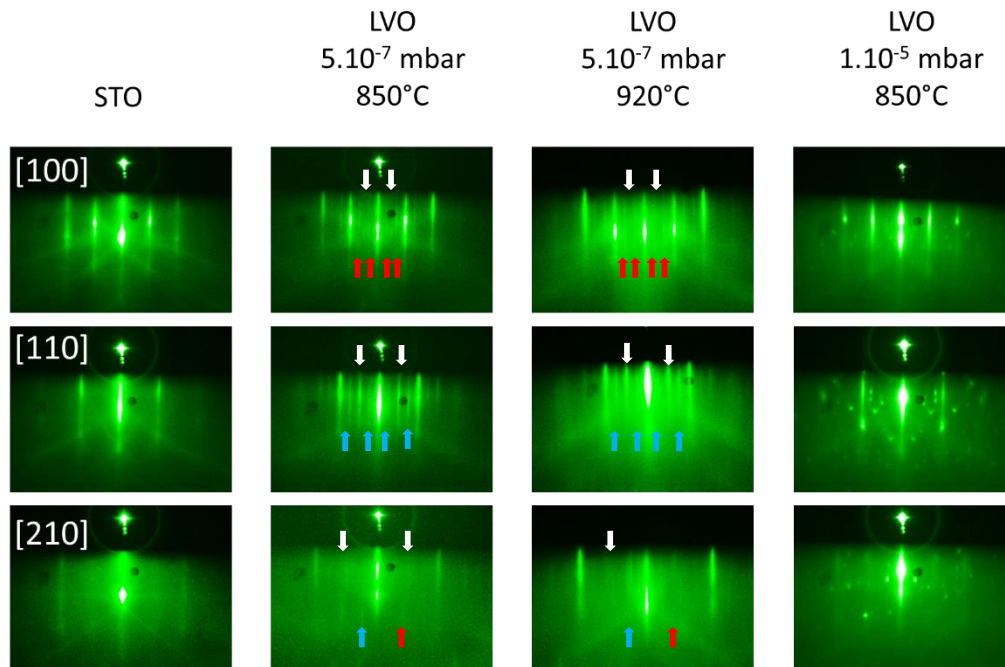 STO
LVO
5.10⁻⁷ mbar
850°C
LVO
5.10⁻⁷ mbar
920°C
LVO
1.10⁻⁵ mbar
850°C
[100]
[110]
[210]